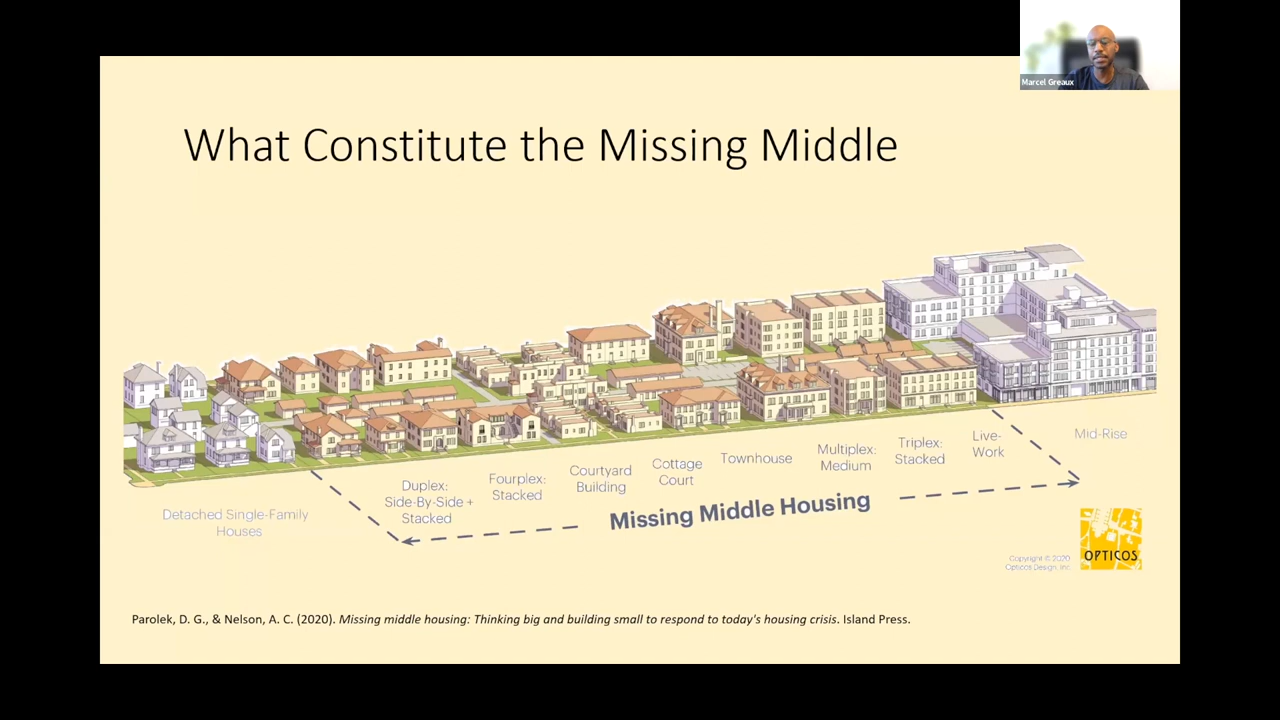 Marcel Greaux
What Constitute the Missing Middle
Detached Single-Family
Houses
Duplex:
Side-By-Side +
Stacked
Fourplex:
Stacked
Courtyard
Building
Cottage
Court
Townhouse
Multiplex:
Medium
Triplex:
Stacked
Live-
Work
Mid-Rise
Missing Middle Housing
Copyright © 2020
Opticos Design, Inc.
OPTICOS
Parolek, D. G., & Nelson, A. C. (2020). Missing middle housing: Thinking big and building small to respond to today's housing crisis. Island Press.